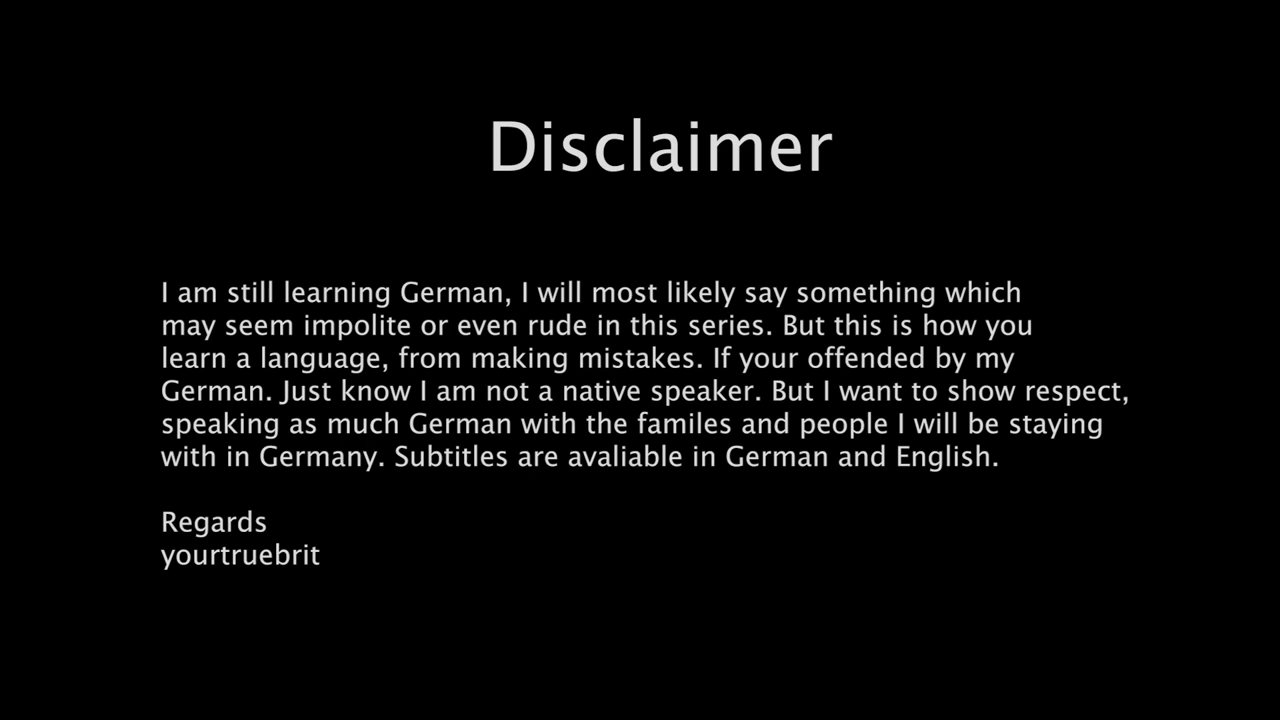 Disclaimer
I am still learning German, I will most likely say something which
may seem impolite or even rude in this series. But this is how you
learn a language, from making mistakes. If your offended by my
German. Just know I am not a native speaker. But I want to show respect,
speaking as much German with the familes and people I will be staying
with in Germany. Subtitles are avaliable in German and English.
Regards
yourtruebrit